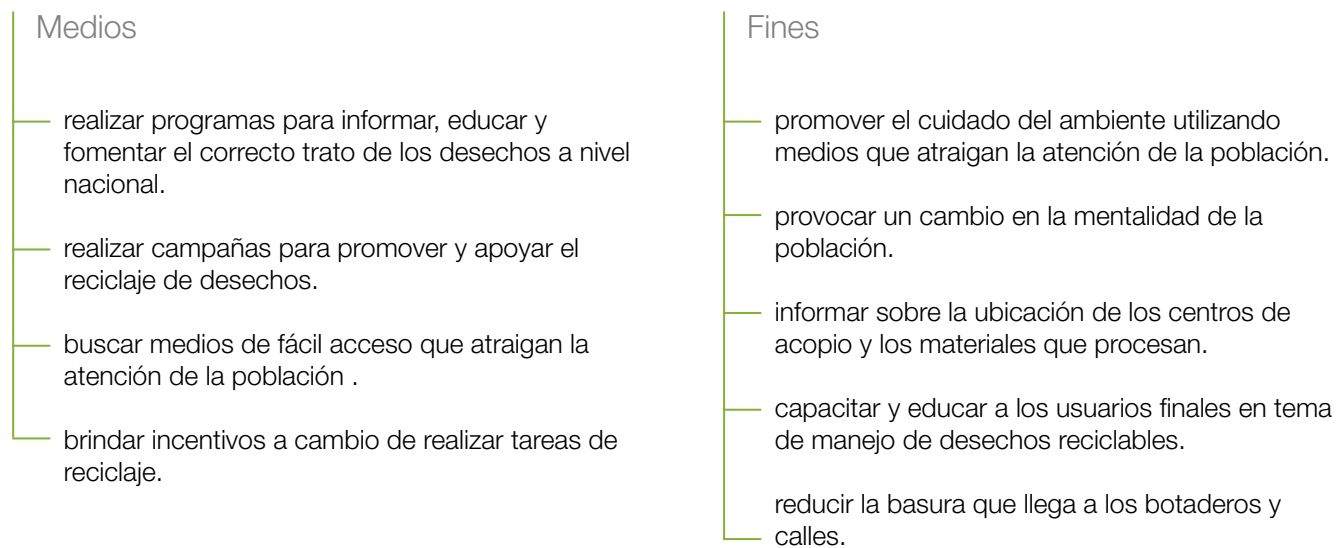 Medios
realizar programas para informar, educar y
fomentar el correcto trato de los desechos a nivel
nacional.
realizar campañas para promover y apoyar el
reciclaje de desechos.
buscar medios de fácil acceso que atraigan la
atención de la población .
brindar incentivos a cambio de realizar tareas de
reciclaje.
Fines
promover el cuidado del ambiente utilizando
medios que atraigan la atención de la población.
provocar un cambio en la mentalidad de la
población.
informar sobre la ubicación de los centros de
acopio y los materiales que procesan.
capacitar y educar a los usuarios finales en tema
de manejo de desechos reciclables.
reducir la basura que llega a los botaderos y
calles.